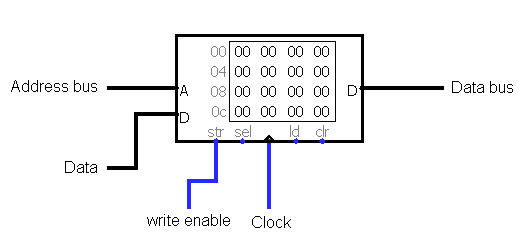 00 00 00 00 00
04 00 00 00 00
Address bus
A
D
Data bus
08 00 00 00 00
D
0c 00 00 00 00
str sel ld clr
Data
write enable
Clock